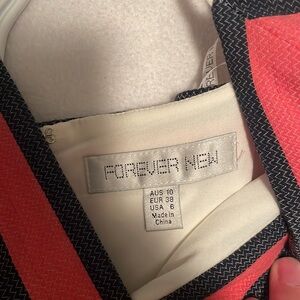 FOREVER NEW
AUS 10
EUR 38
USA 6
Made in
China